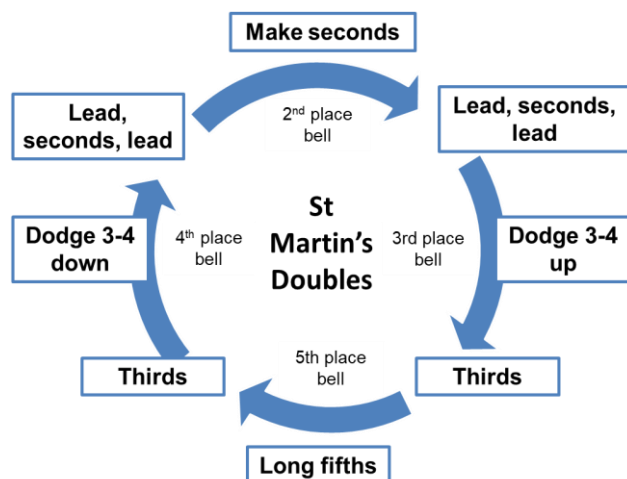 Make seconds
Lead,
seconds, lead
2nd place
bell
Lead, seconds,
lead
St
Martin's
Doubles
Dodge 3-4
down
4th place
bell
3rd place
bell
Dodge 3-4
up
Thirds
5th place
bell
Thirds
Long fifths